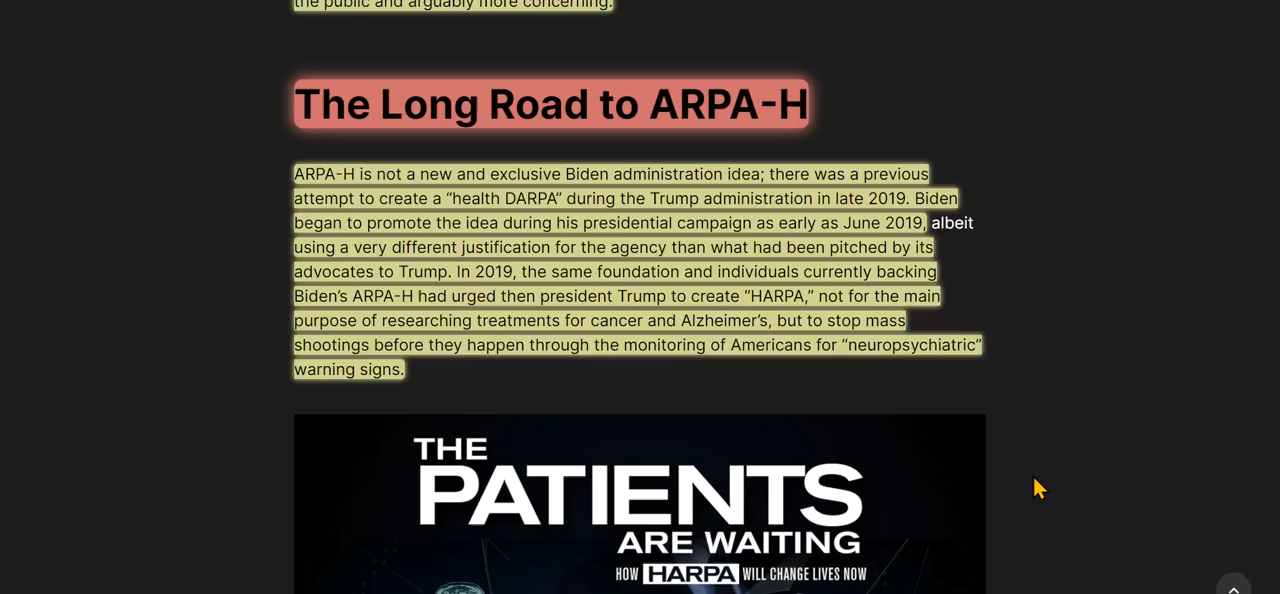 the public and arguably more concerning.
The Long Road to ARPA-H
ARPA-H is not a new and exclusive Biden administration idea; there was a previous
attempt to create a “health DARPA” during the Trump administration in late 2019. Biden
began to promote the idea during his presidential campaign as early as June 2019, albeit
using a very different justification for the agency than what had been pitched by its
advocates to Trump. In 2019, the same foundation and individuals currently backing
Biden’s ARPA-H had urged then president Trump to create “HARPA,” not for the main
purpose of researching treatments for cancer and Alzheimer’s, but to stop mass
shootings before they happen through the monitoring of Americans for “neuropsychiatric”
warning signs.
THE
PATIENTS
ARE WAITING
HOW HARPA WILL CHANGE LIVES NOW